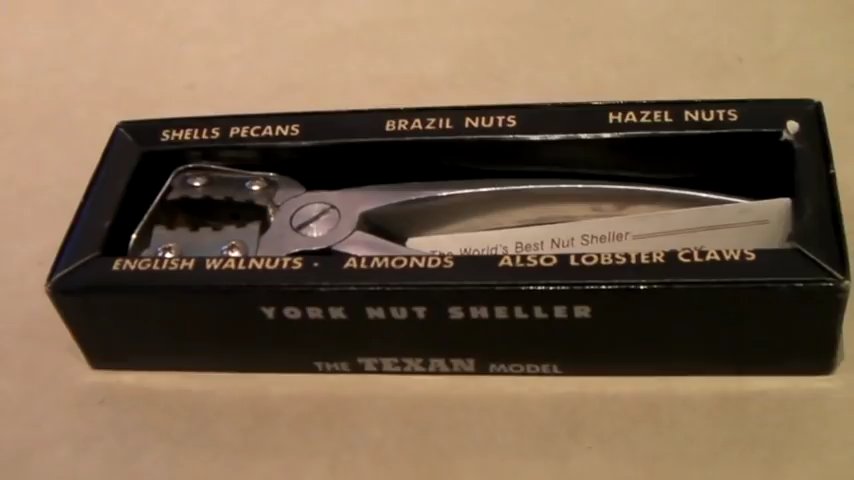 SHELLS PECANS BRAZIL NUTS HAZEL NUTS
The World's Best Nut Sheller
ENGLISH WALNUTS · ALMONDS ALSO LOBSTER CLAWS
YORK NUT SHELLER
THE TEXAN MODEL